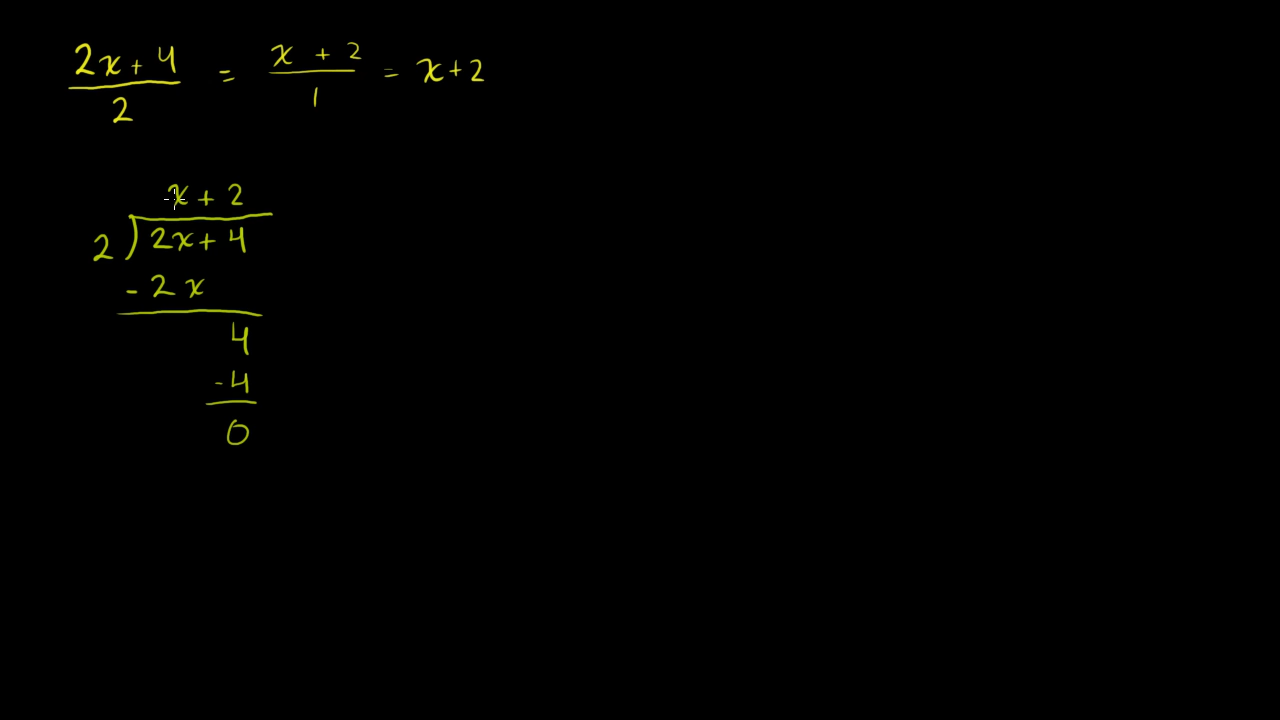 2x + 4 / 2 = x + 2 / 1 = x + 2
x + 2
2 ) 2x + 4
- 2x
4
- 4
0